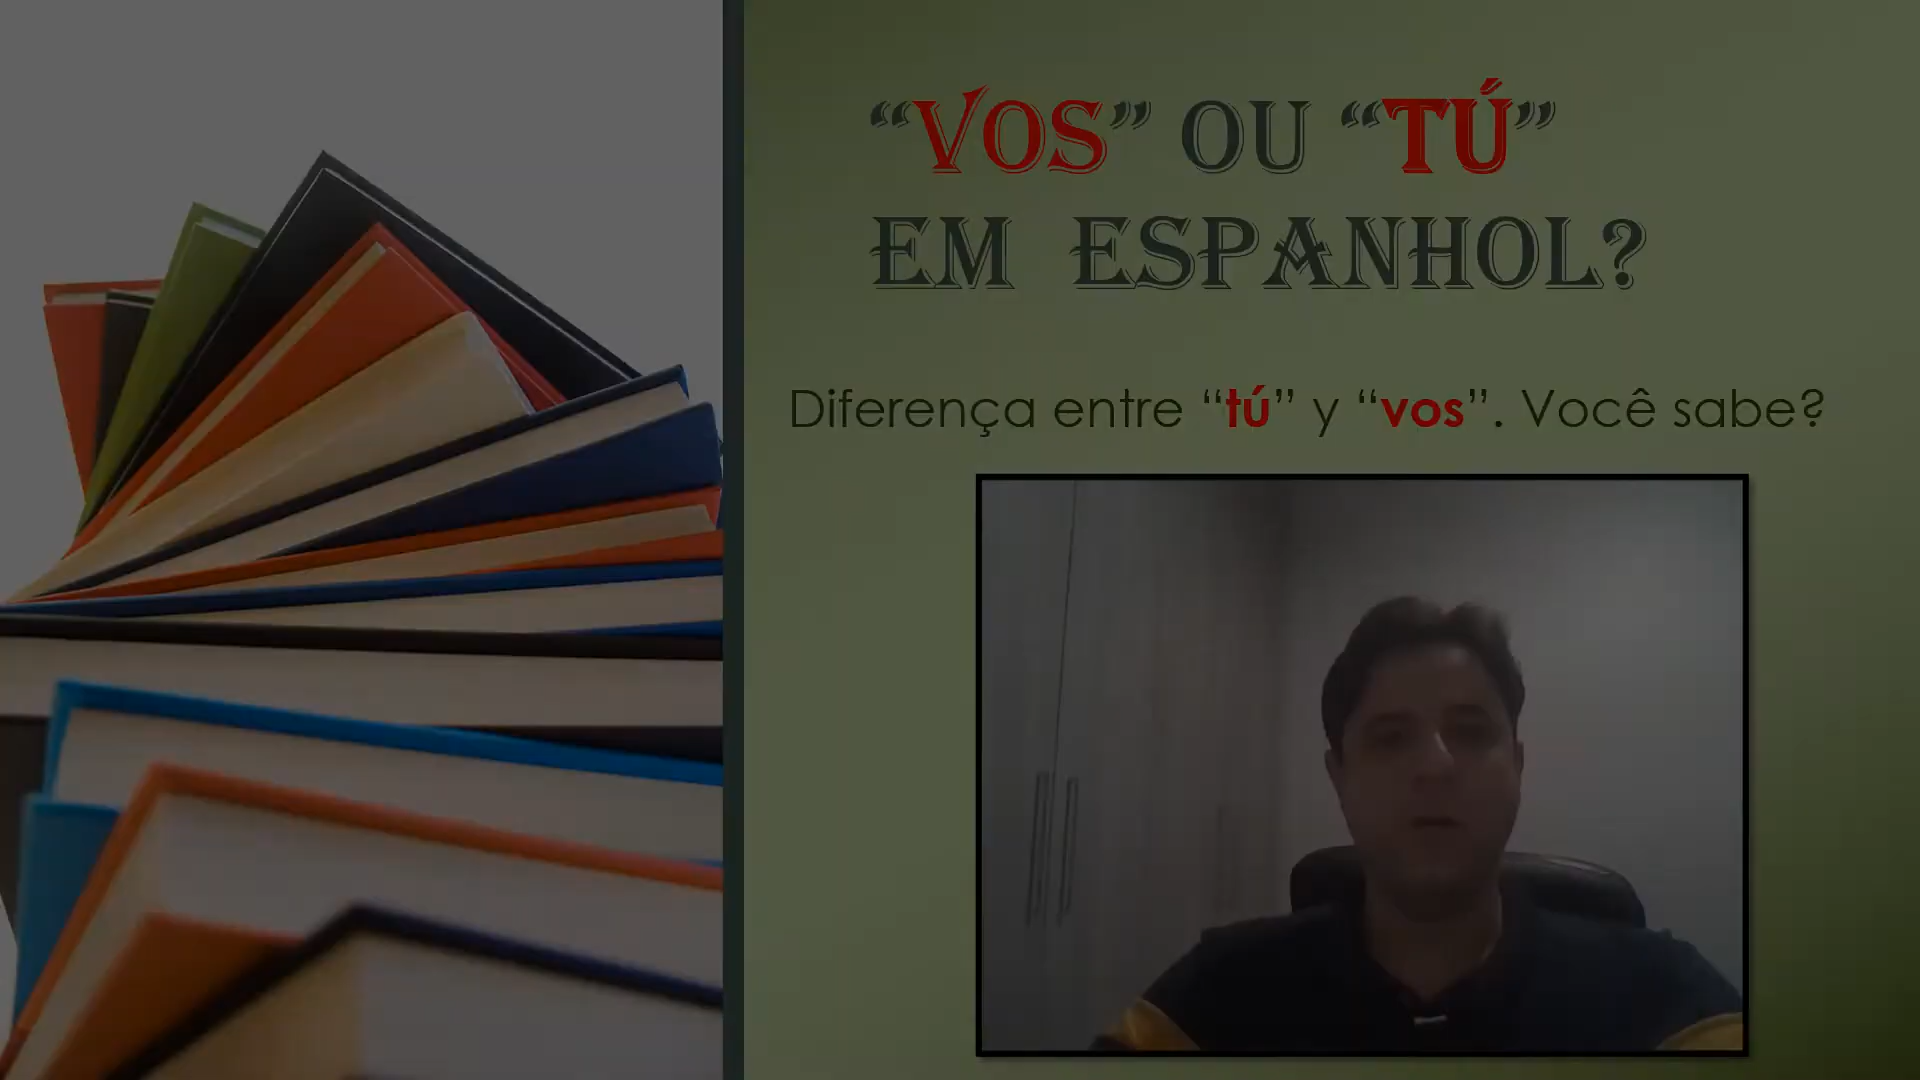 “VOS” OU “TÚ”
EM ESPANHOL?
Diferença entre “tú” y “vos”. Você sabe?